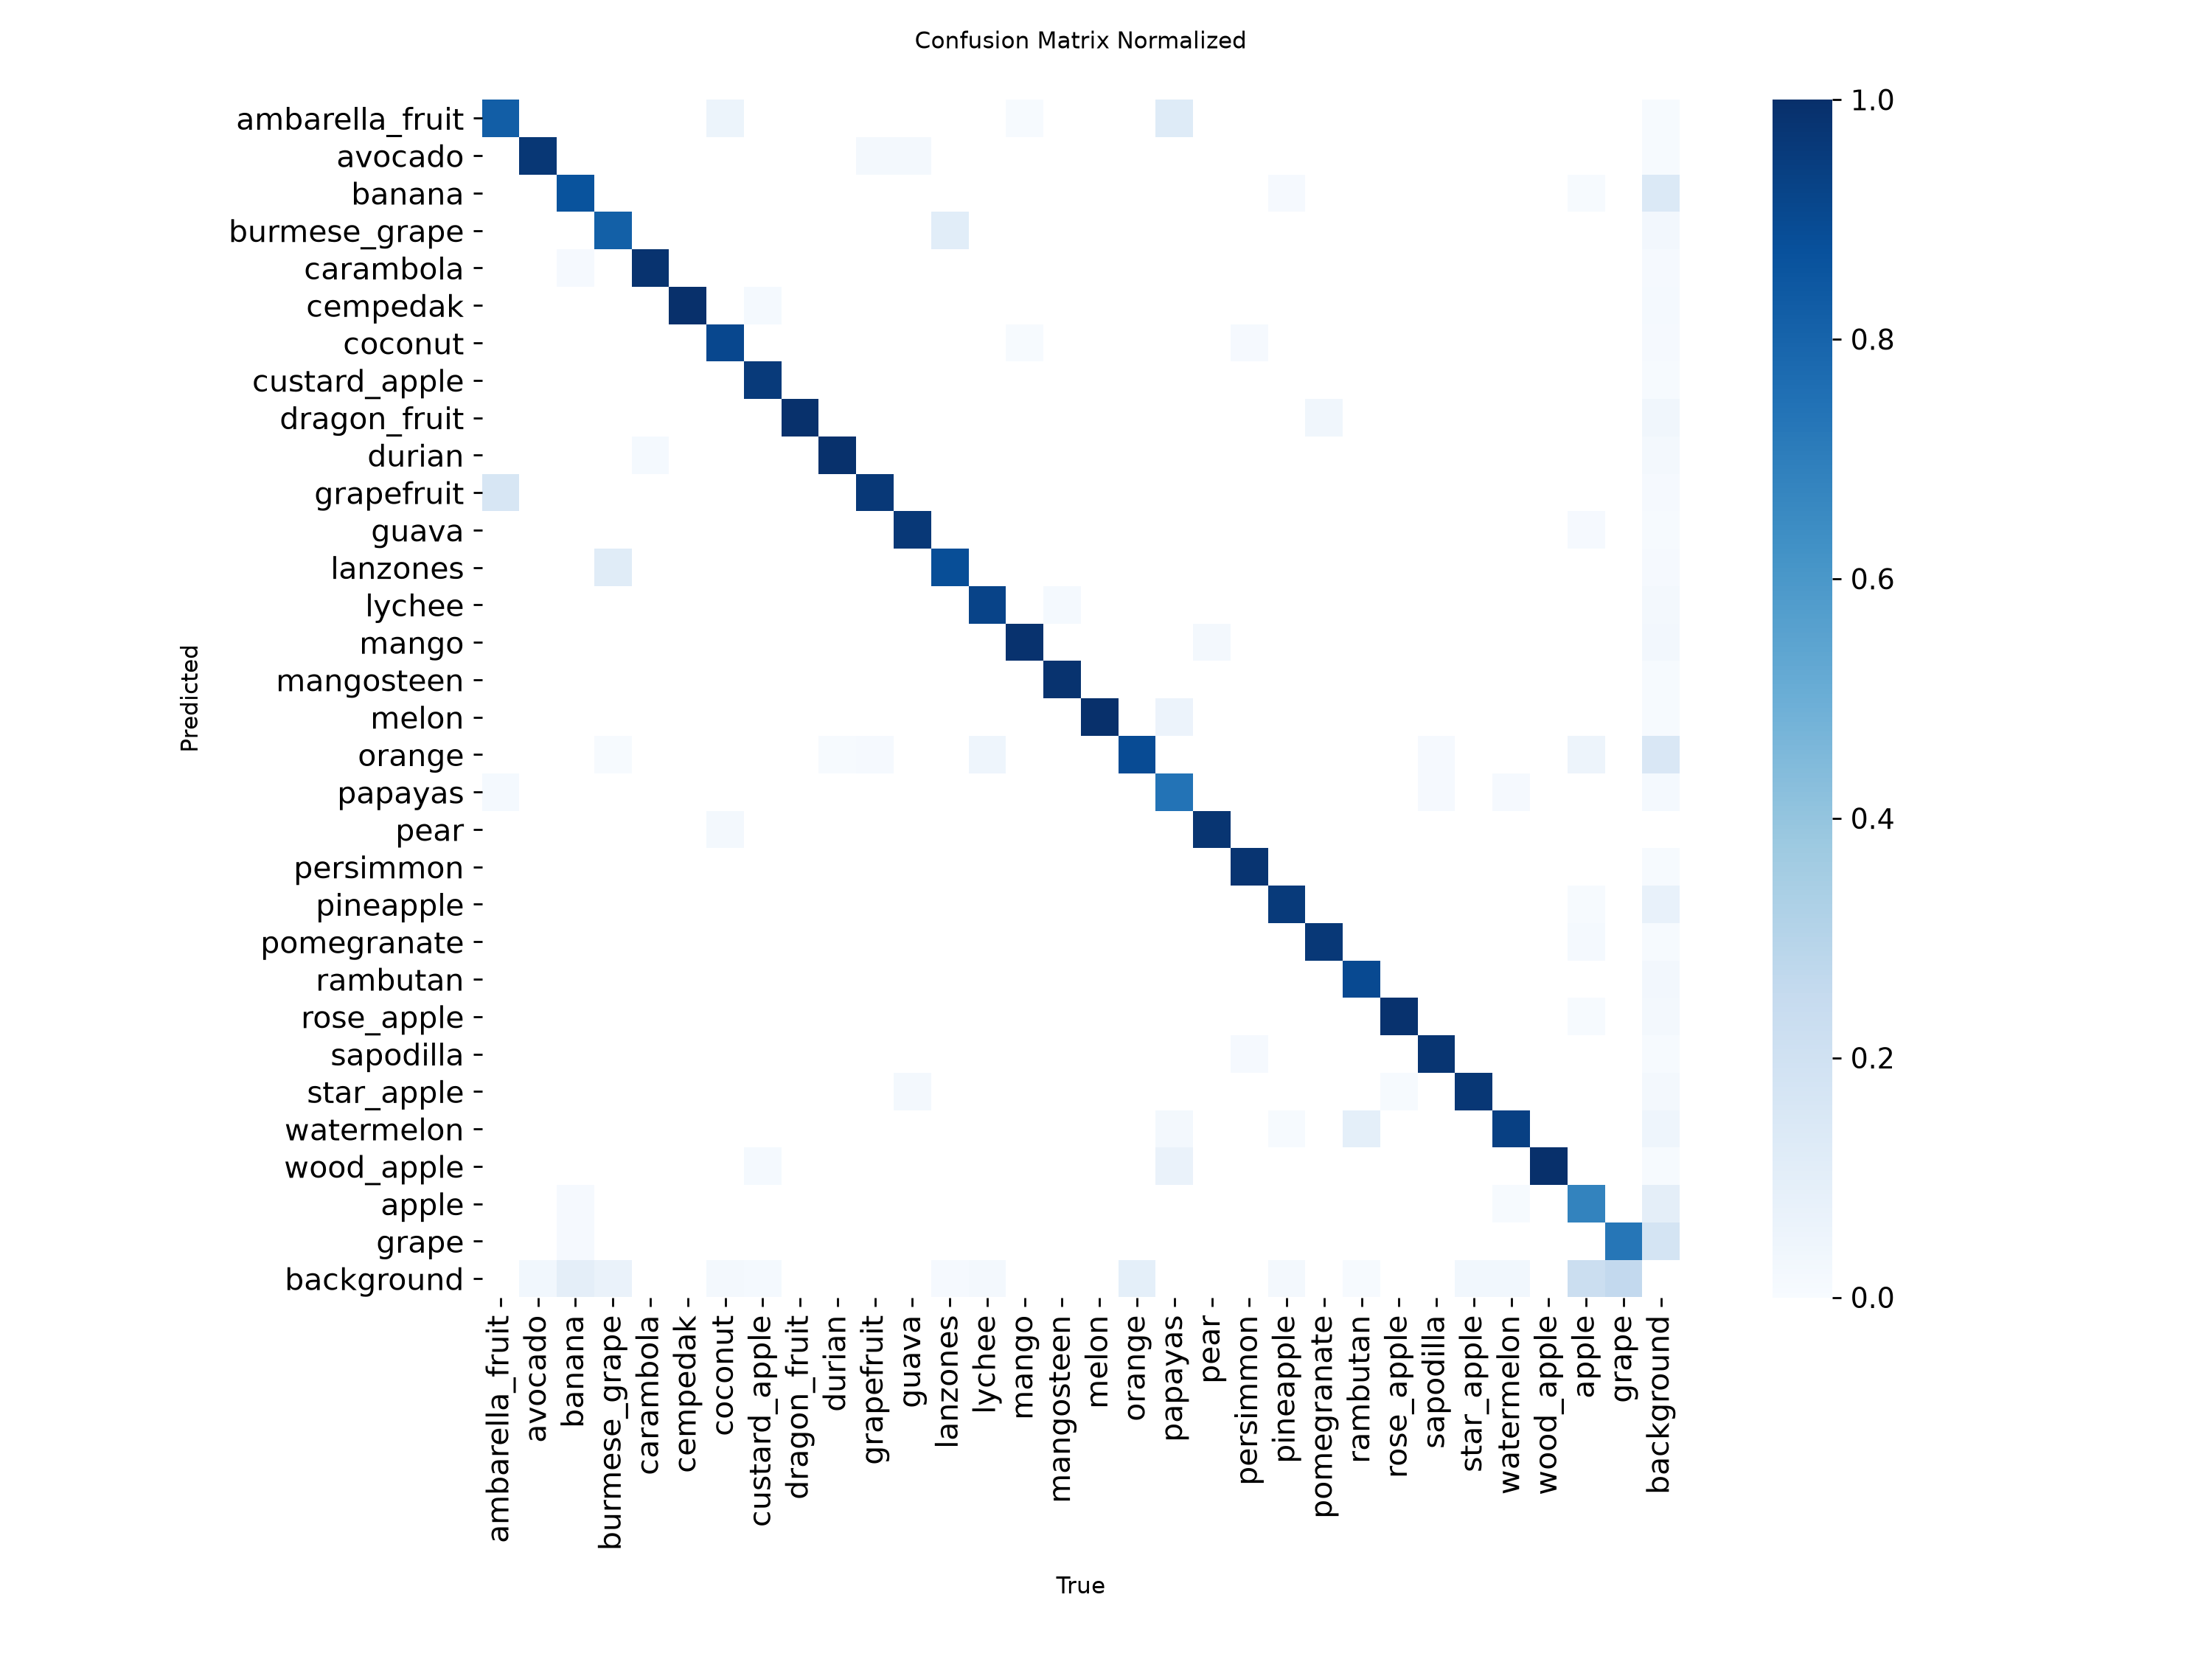 Confusion Matrix Normalized
ambarella_fruit
avocado
banana
burmese_grape
carambola
cempedak
coconut
custard_apple
dragon_fruit
durian
grapefruit
guava
lanzones
lychee
mango
mangosteen
melon
orange
papayas
pear
persimmon
pineapple
pomegranate
rambutan
rose_apple
sapodilla
star_apple
watermelon
wood_apple
apple
grape
background
Predicted
ambarella_fruit
avocado
banana
burmese_grape
carambola
cempedak
coconut
custard_apple
dragon_fruit
durian
grapefruit
guava
lanzones
lychee
mango
mangosteen
melon
orange
papayas
pear
persimmon
pineapple
pomegranate
rambutan
rose_apple
sapodilla
star_apple
watermelon
wood_apple
apple
grape
background
True
1.0
0.8
0.6
0.4
0.2
0.0